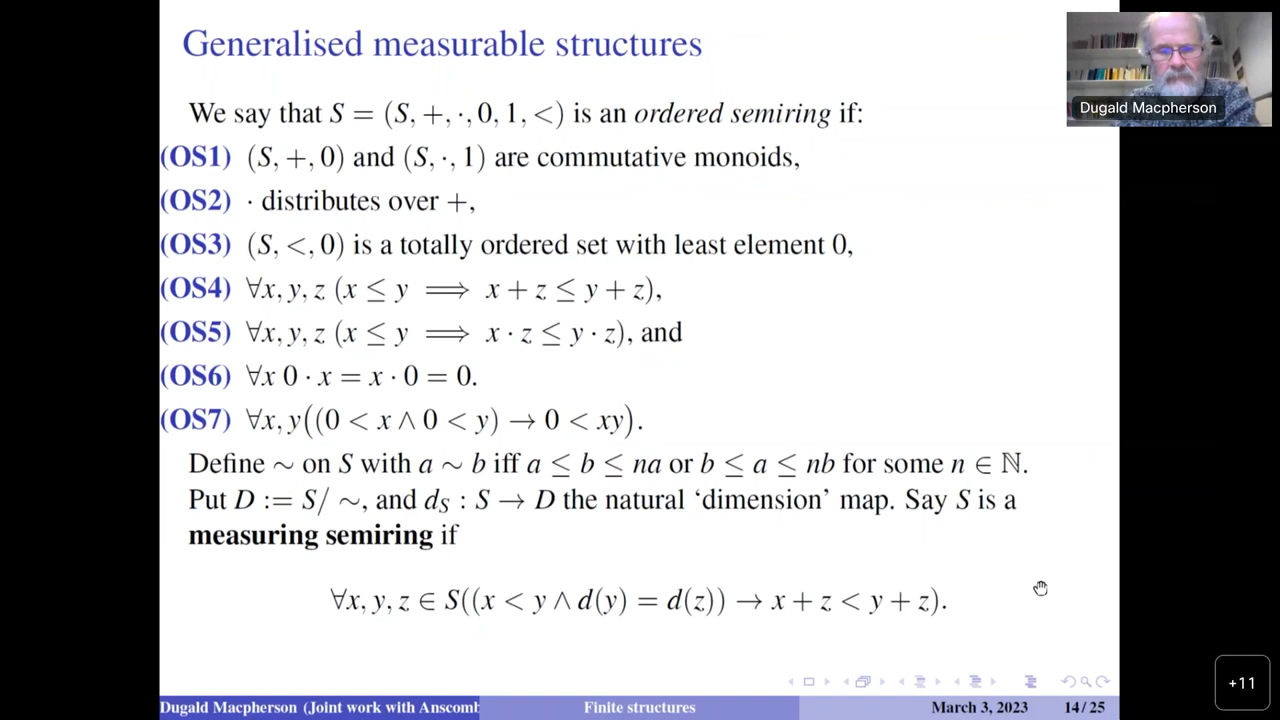 Generalised measurable structures
We say that S = (S, +, ·, 0, 1, <) is an ordered semiring if:
(OS1) (S, +, 0) and (S, ·, 1) are commutative monoids,
(OS2) · distributes over +,
(OS3) (S, <, 0) is a totally ordered set with least element 0,
(OS4) ∀x, y, z (x ≤ y ⟹ x + z ≤ y + z),
(OS5) ∀x, y, z (x ≤ y ⟹ x · z ≤ y · z), and
(OS6) ∀x 0 · x = x · 0 = 0.
(OS7) ∀x, y((0 < x ∧ 0 < y) → 0 < xy).
Define ∼ on S with a ∼ b iff a ≤ b ≤ na or b ≤ a ≤ nb for some n ∈ ℕ.
Put D := S/ ∼, and d_S : S → D the natural ‘dimension’ map. Say S is a
measuring semiring if
∀x, y, z ∈ S((x < y ∧ d(y) = d(z)) → x + z < y + z).
Dugald Macpherson (Joint work with Anscomb
Finite structures
March 3, 2023
14 / 25
Dugald Macpherson
+11